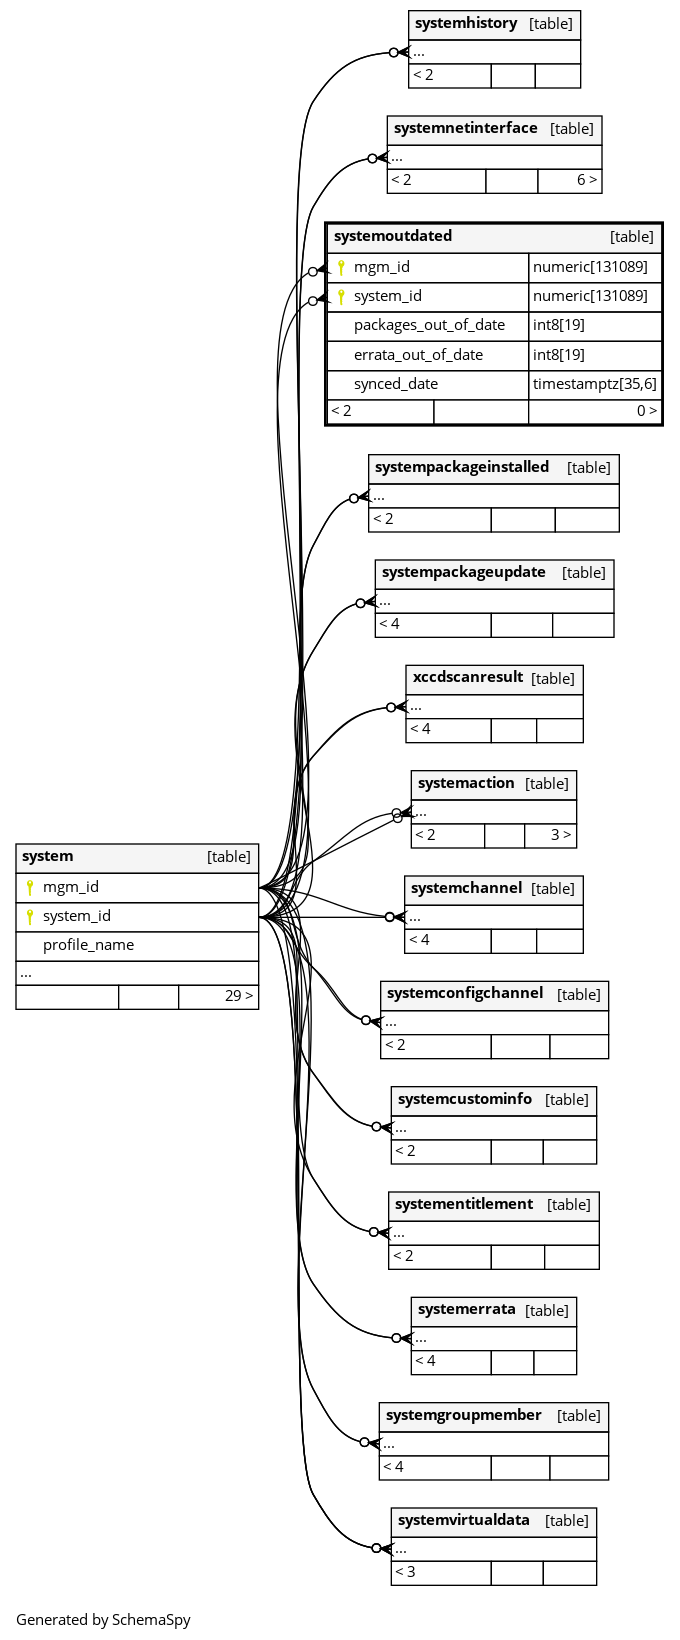 systemhistory [table]
...
< 2
systemnetinterface [table]
...
< 2 6 >
systemoutdated [table]
mgm_id numeric[131089]
system_id numeric[131089]
packages_out_of_date int8[19]
errata_out_of_date int8[19]
synced_date timestamptz[35,6]
< 2 0 >
systempackageinstalled [table]
...
< 2
systempackageupdate [table]
...
< 4
xccdscanresult [table]
...
< 4
systemaction [table]
...
< 2 3 >
system [table]
mgm_id
system_id
profile_name
...
29 >
systemchannel [table]
...
< 4
systemconfigchannel [table]
...
< 2
systemcustominfo [table]
...
< 2
systementitlement [table]
...
< 2
systemerrata [table]
...
< 4
systemgroupmember [table]
...
< 4
systemvirtualdata [table]
...
< 3
Generated by SchemaSpy